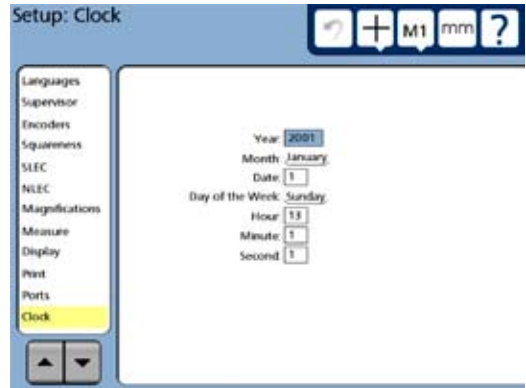 Setup: Clock
M1 mm ?
Languages
Supervisor
Encoders
Squareness
SLEC
NLEC
Magnifications
Measure
Display
Print
Ports
Clock
Year: 2001
Month: January
Date: 1
Day of the Week: Sunday
Hour: 13
Minute: 1
Second: 1